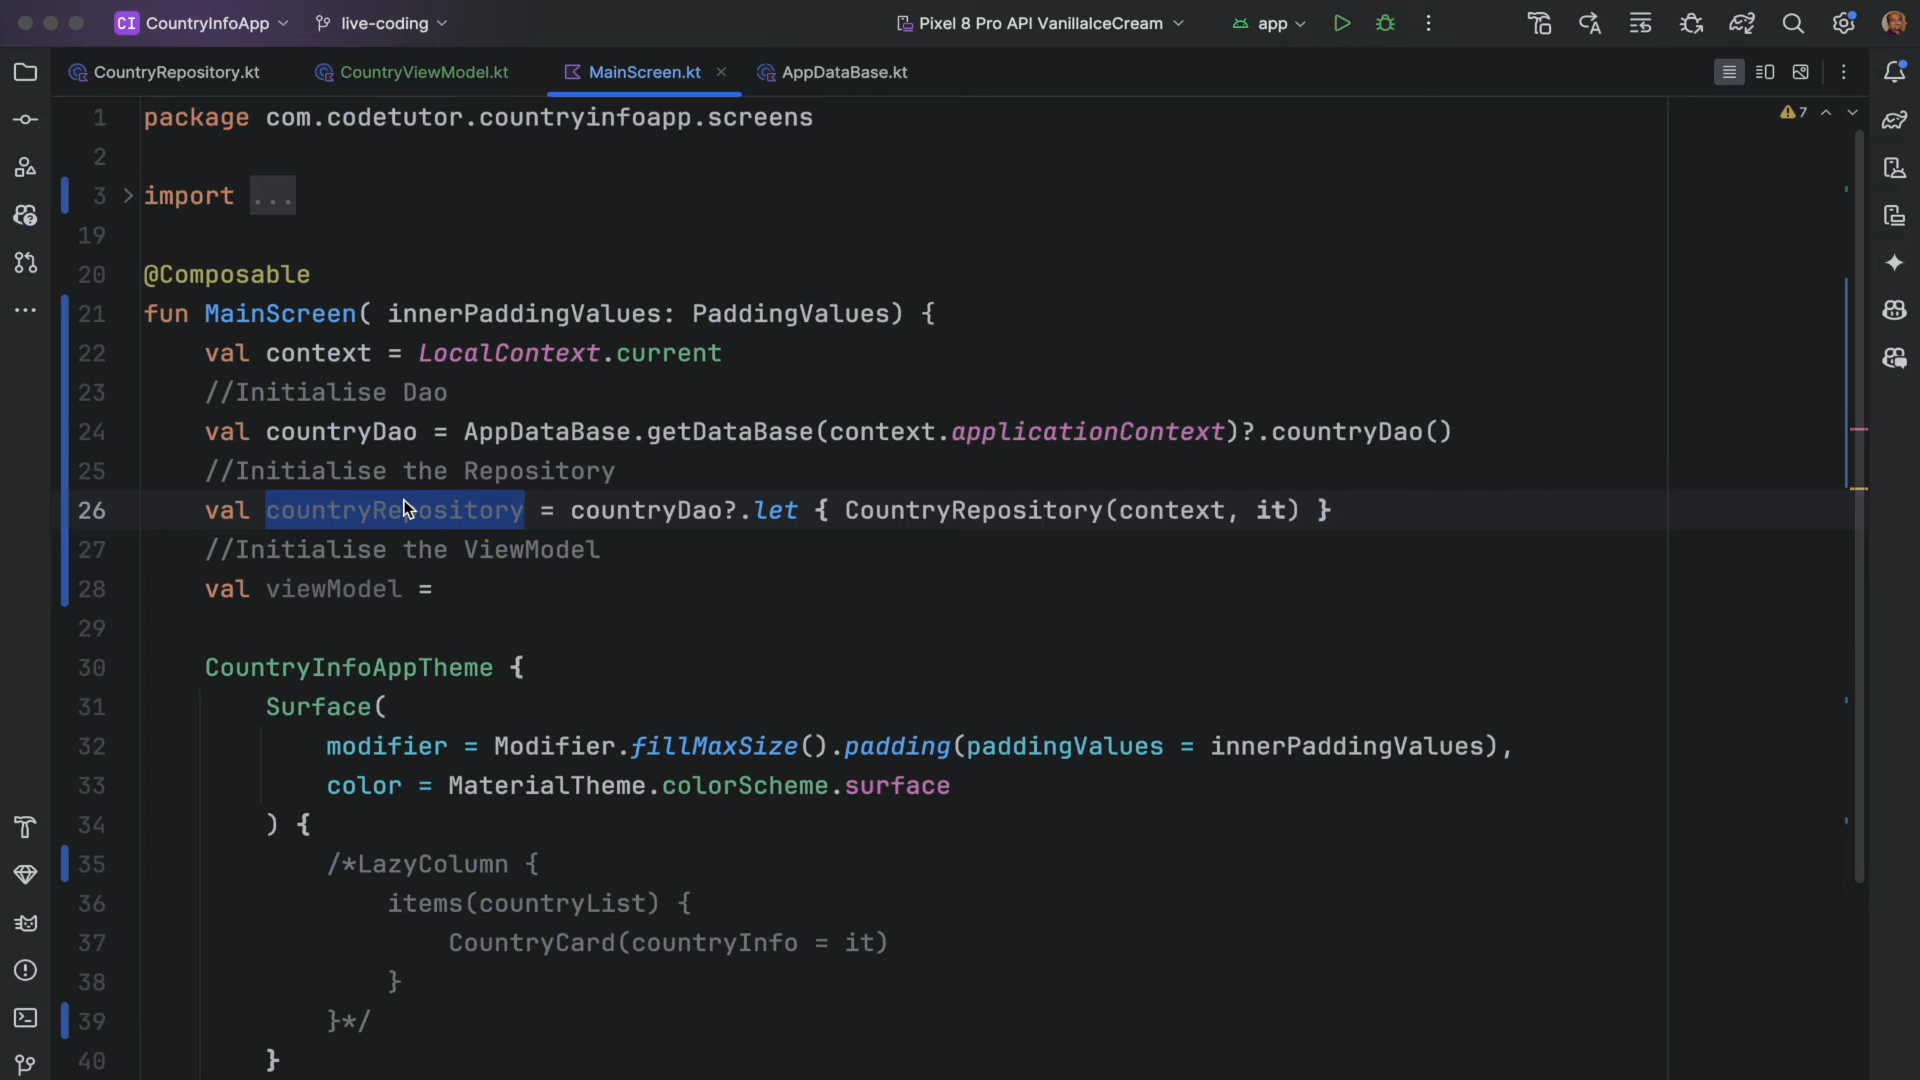 CI CountryInfoApp live-coding Pixel 8 Pro API VanillaIceCream app
CountryRepository.kt CountryViewModel.kt MainScreen.kt AppDataBase.kt
7
1 package com.codetutor.countryinfoapp.screens
2
3 import ...
19
20 @Composable
21 fun MainScreen( innerPaddingValues: PaddingValues) {
22 val context = LocalContext.current
23 //Initialise Dao
24 val countryDao = AppDataBase.getDataBase(context.applicationContext)?.countryDao()
25 //Initialise the Repository
26 val countryRepository = countryDao?.let { CountryRepository(context, it) }
27 //Initialise the ViewModel
28 val viewModel =
29
30 CountryInfoAppTheme {
31 Surface(
32 modifier = Modifier.fillMaxSize().padding(paddingValues = innerPaddingValues),
33 color = MaterialTheme.colorScheme.surface
34 ) {
35 /*LazyColumn {
36 items(countryList) {
37 CountryCard(countryInfo = it)
38 }
39 }*/
40 }